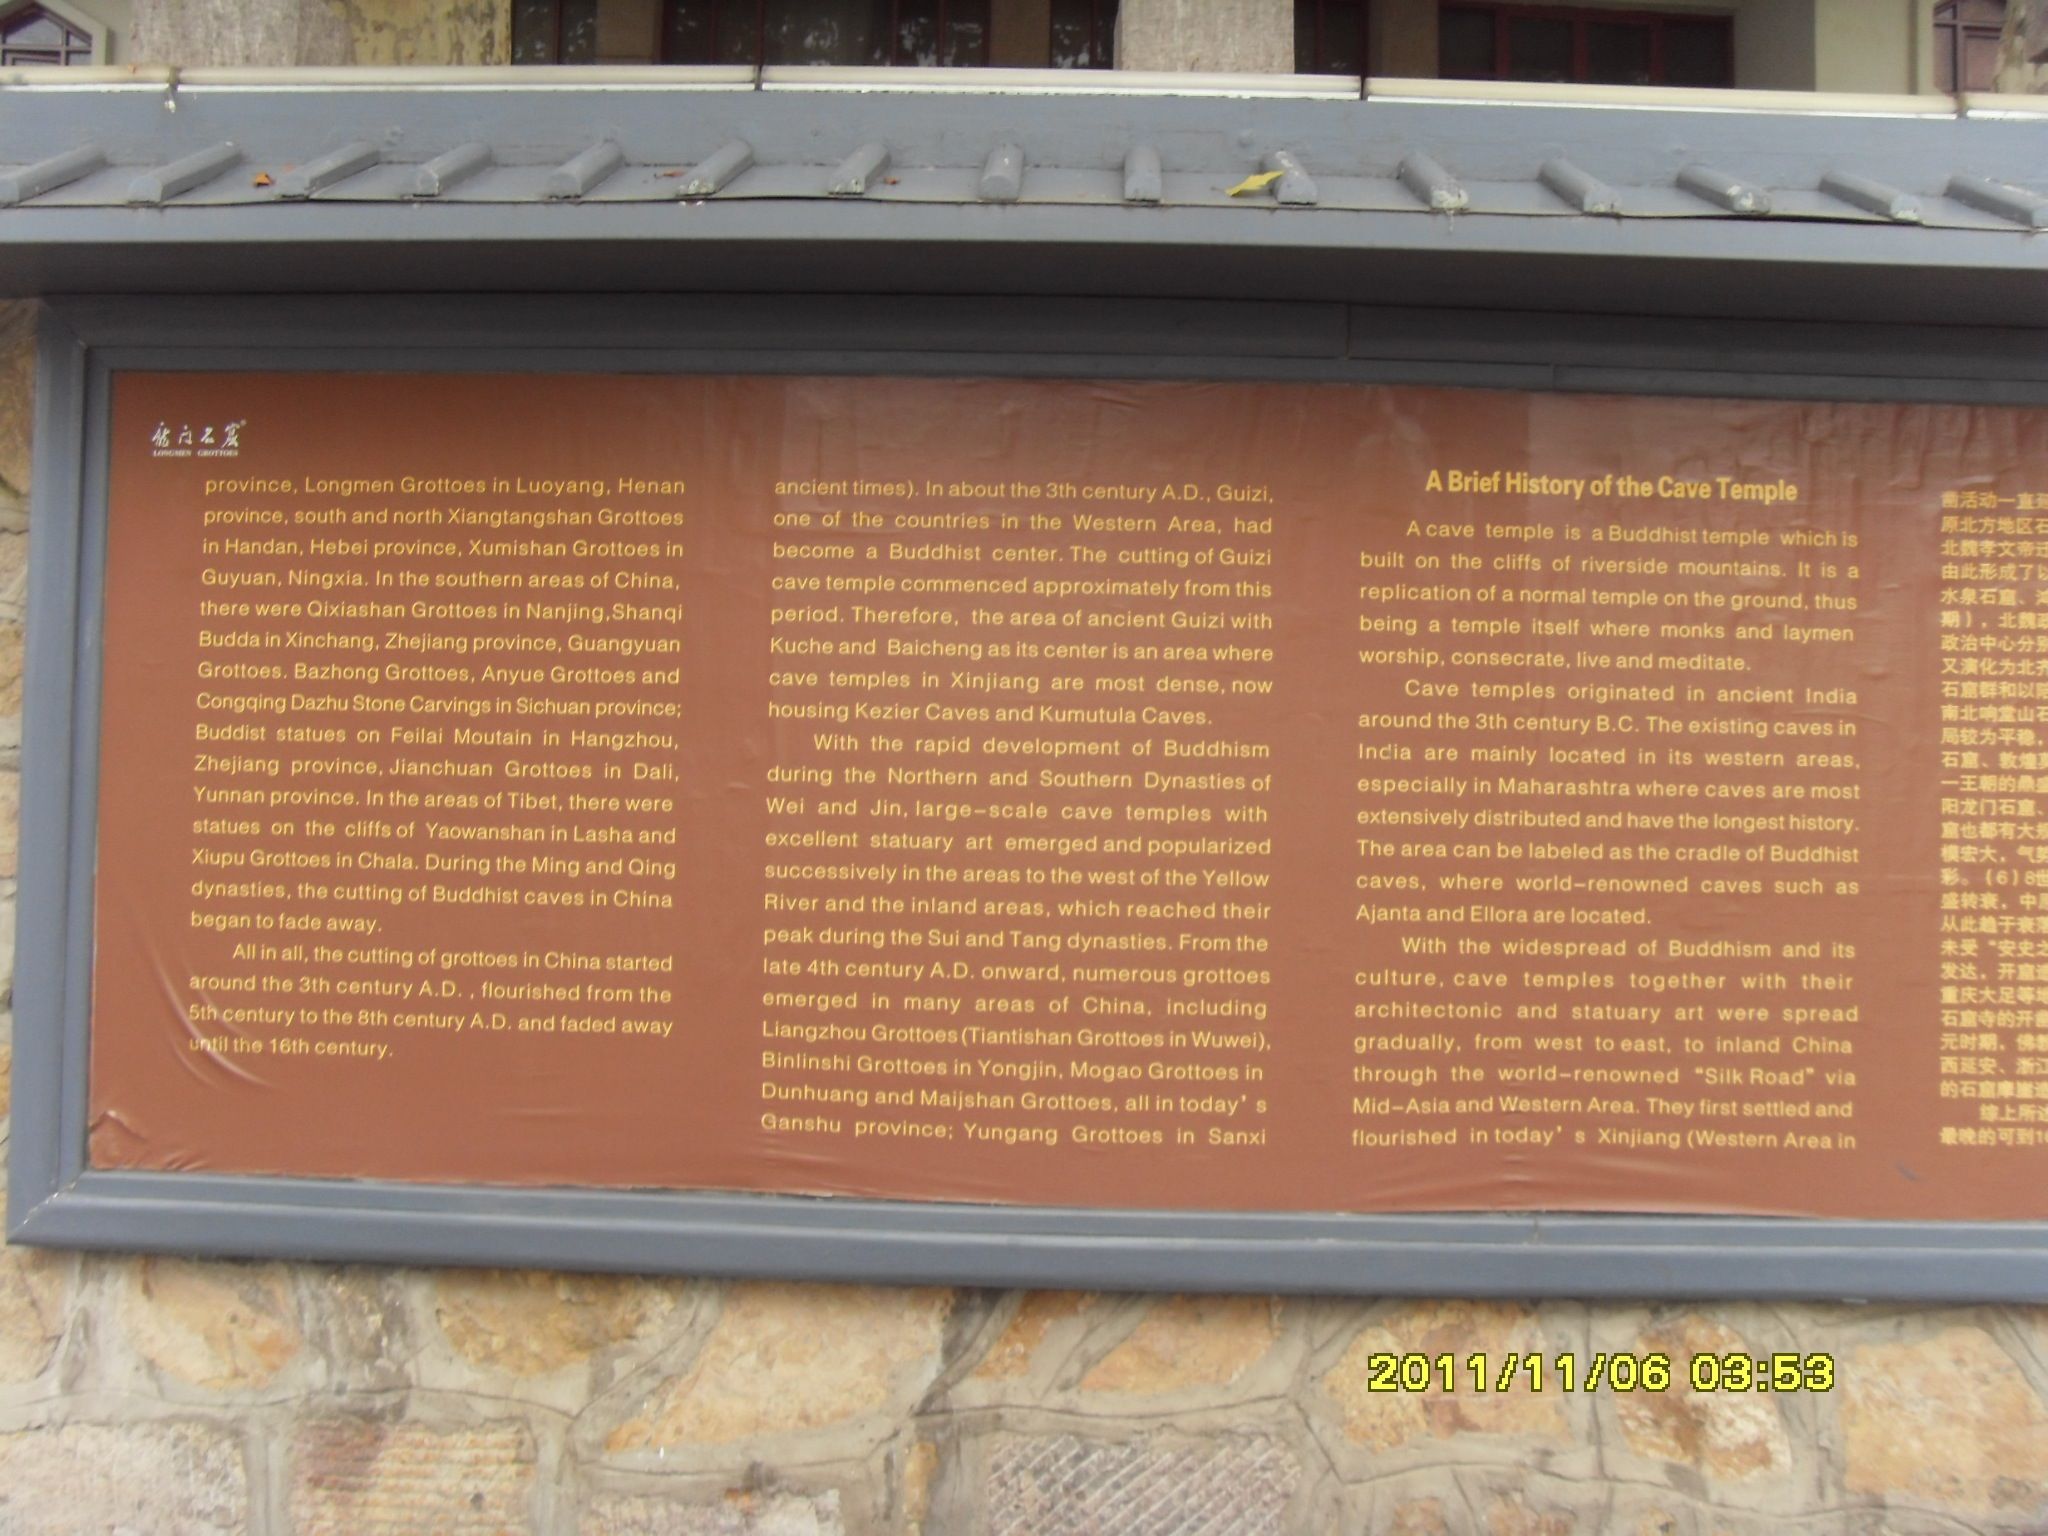 龙门石窟®
LONGMEN GROTTOES
A Brief History of the Cave Temple
A cave temple is a Buddhist temple which is
built on the cliffs of riverside mountains. It is a
replication of a normal temple on the ground, thus
being a temple itself where monks and laymen
worship, consecrate, live and meditate.
Cave temples originated in ancient India
around the 3th century B.C. The existing caves in
India are mainly located in its western areas,
especially in Maharashtra where caves are most
extensively distributed and have the longest history.
The area can be labeled as the cradle of Buddhist
caves, where world-renowned caves such as
Ajanta and Ellora are located.
With the widespread of Buddhism and its
culture, cave temples together with their
architectonic and statuary art were spread
gradually, from west to east, to inland China
through the world-renowned "Silk Road" via
Mid-Asia and Western Area. They first settled and
flourished in today's Xinjiang (Western Area in
ancient times). In about the 3th century A.D., Guizi,
one of the countries in the Western Area, had
become a Buddhist center. The cutting of Guizi
cave temple commenced approximately from this
period. Therefore, the area of ancient Guizi with
Kuche and Baicheng as its center is an area where
cave temples in Xinjiang are most dense, now
housing Kezier Caves and Kumutula Caves.
With the rapid development of Buddhism
during the Northern and Southern Dynasties of
Wei and Jin, large-scale cave temples with
excellent statuary art emerged and popularized
successively in the areas to the west of the Yellow
River and the inland areas, which reached their
peak during the Sui and Tang dynasties. From the
late 4th century A.D. onward, numerous grottoes
emerged in many areas of China, including
Liangzhou Grottoes (Tiantishan Grottoes in Wuwei),
Binlinshi Grottoes in Yongjin, Mogao Grottoes in
Dunhuang and Maijshan Grottoes, all in today's
Ganshu province; Yungang Grottoes in Sanxi
province, Longmen Grottoes in Luoyang, Henan
province, south and north Xiangtangshan Grottoes
in Handan, Hebei province, Xumishan Grottoes in
Guyuan, Ningxia. In the southern areas of China,
there were Qixiashan Grottoes in Nanjing,Shanqi
Budda in Xinchang, Zhejiang province, Guangyuan
Grottoes. Bazhong Grottoes, Anyue Grottoes and
Congqing Dazhu Stone Carvings in Sichuan province;
Buddist statues on Feilai Moutain in Hangzhou,
Zhejiang province, Jianchuan Grottoes in Dali,
Yunnan province. In the areas of Tibet, there were
statues on the cliffs of Yaowanshan in Lasha and
Xiupu Grottoes in Chala. During the Ming and Qing
dynasties, the cutting of Buddhist caves in China
began to fade away.
All in all, the cutting of grottoes in China started
around the 3th century A.D. , flourished from the
5th century to the 8th century A.D. and faded away
until the 16th century.
凿活动一直
原北方地区石
北魏孝文帝迁
由此形成了以
水泉石窟、鸿
期），北魏
政治中心分别
又演化为北齐
石窟群和以
南北响堂山石
局较为平稳，
石窟、敦煌
一王朝的鼎盛
阳龙门石窟、
窟也都有大
模宏大，气势
彩。（6）8世
盛转衰，中原
从此趋于衰落
未受“安史之
发达，开窟
重庆大足等地
石窟寺的开凿
元时期，佛教
西延安、浙江
的石窟摩崖造
综上所述
最晚的可到16
2011/11/06 03:53